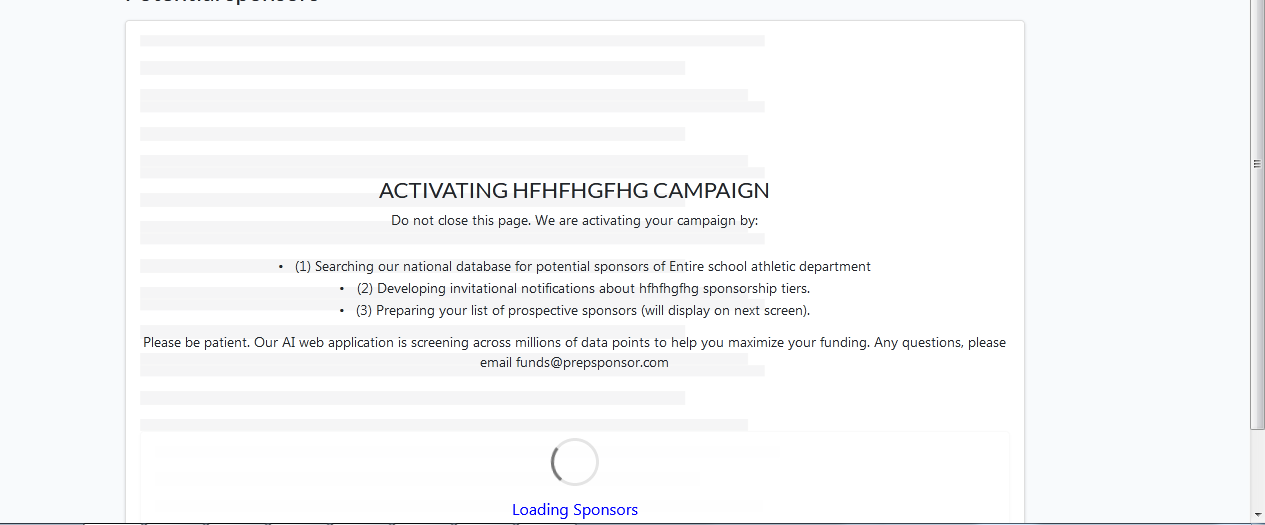 Potential sponsors
ACTIVATING HFHFHGFHG CAMPAIGN
Do not close this page. We are activating your campaign by:
• (1) Searching our national database for potential sponsors of Entire school athletic department
• (2) Developing invitational notifications about hfhfhgfhg sponsorship tiers.
• (3) Preparing your list of prospective sponsors (will display on next screen).
Please be patient. Our AI web application is screening across millions of data points to help you maximize your funding. Any questions, please
email funds@prepsponsor.com
Loading Sponsors